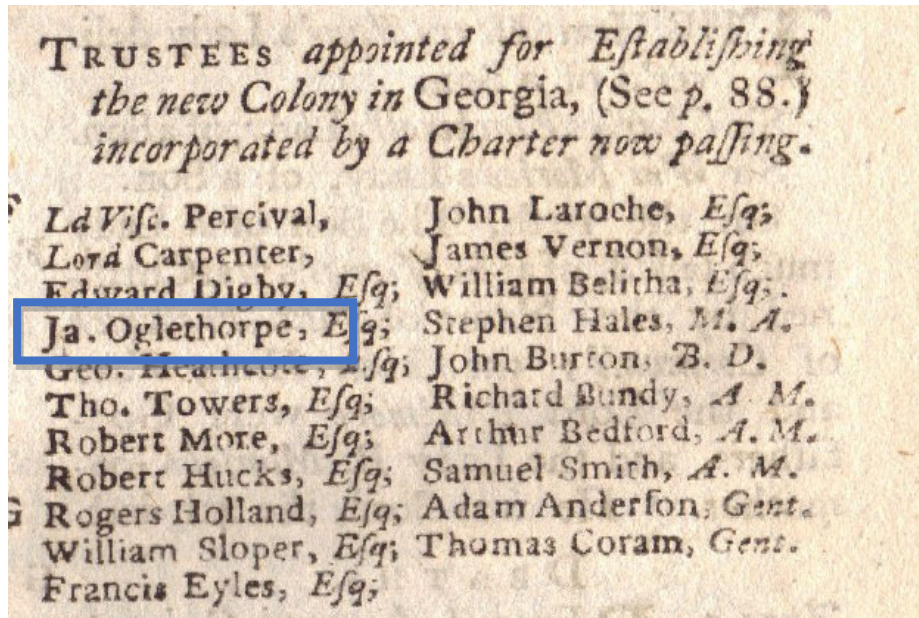 TRUSTEES appointed for Eſtabliſhing
the new Colony in Georgia, (See p. 88.)
incorporated by a Charter now paſſing.
Ld Viſc. Percival,
Lord Carpenter,
Edward Digby, Eſq;
Ja. Oglethorpe, Eſq;
Geo. Heathcote, Eſq;
Tho. Towers, Eſq;
Robert More, Eſq;
Robert Hucks, Eſq;
G Rogers Holland, Eſq;
William Sloper, Eſq;
Francis Eyles, Eſq;
John Laroche, Eſq;
James Vernon, Eſq;
William Belitha, Eſq;
Stephen Hales, M. A.
John Burton, B. D.
Richard Bundy, A. M.
Arthur Bedford, A. M.
Samuel Smith, A. M.
Adam Anderſon, Gent.
Thomas Coram, Gent.